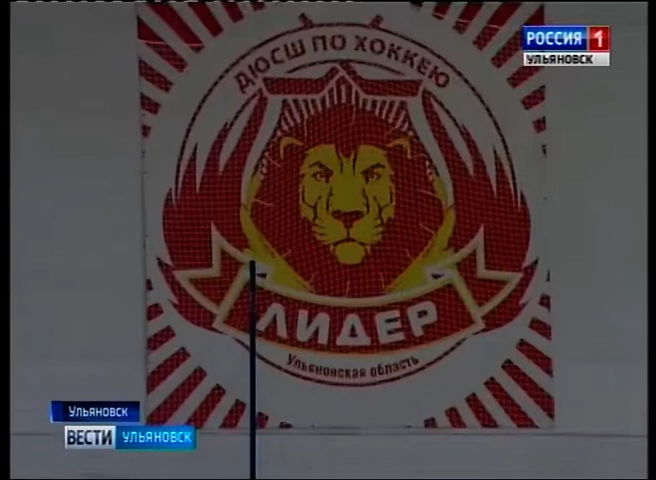 РОССИЯ 1
УЛЬЯНОВСК
ДЮСШ ПО ХОККЕЮ
ЛИДЕР
Ульяновская область
Ульяновск
ВЕСТИ УЛЬЯНОВСК